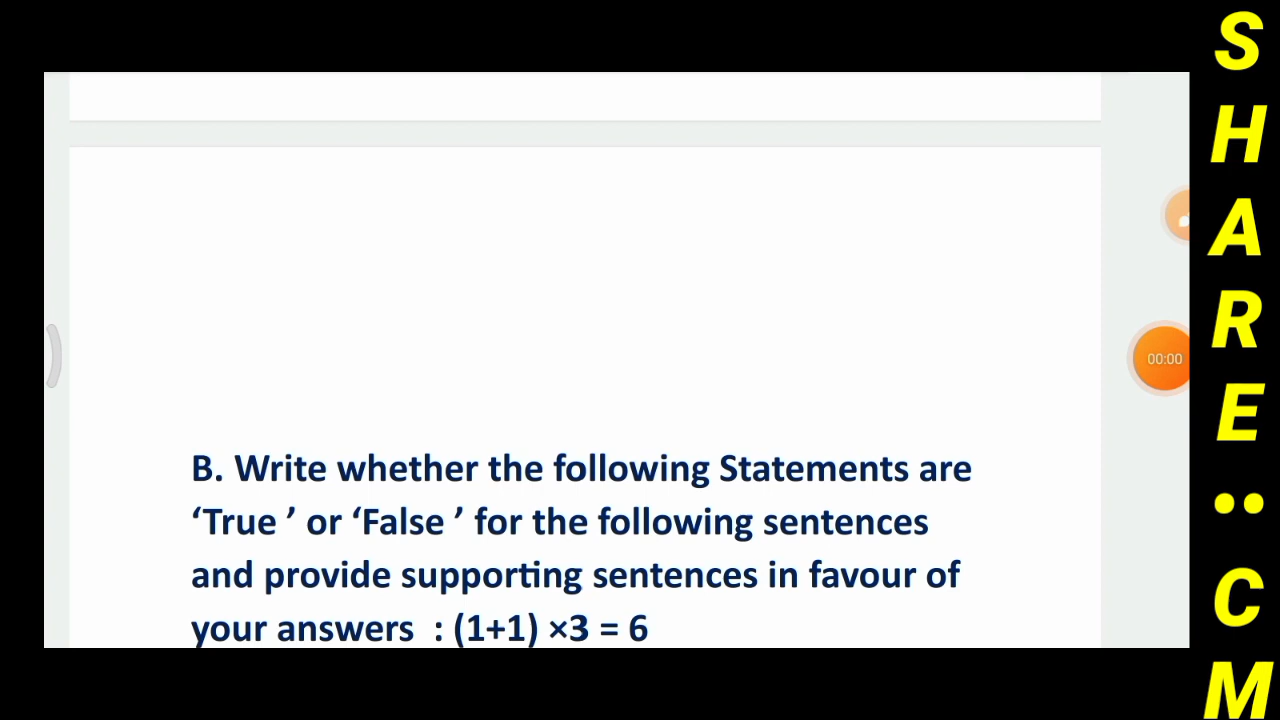 B. Write whether the following Statements are
‘True ’ or ‘False ’ for the following sentences
and provide supporting sentences in favour of
your answers  : (1+1) ×3 = 6
00:00
S
H
A
R
E
••
C
M